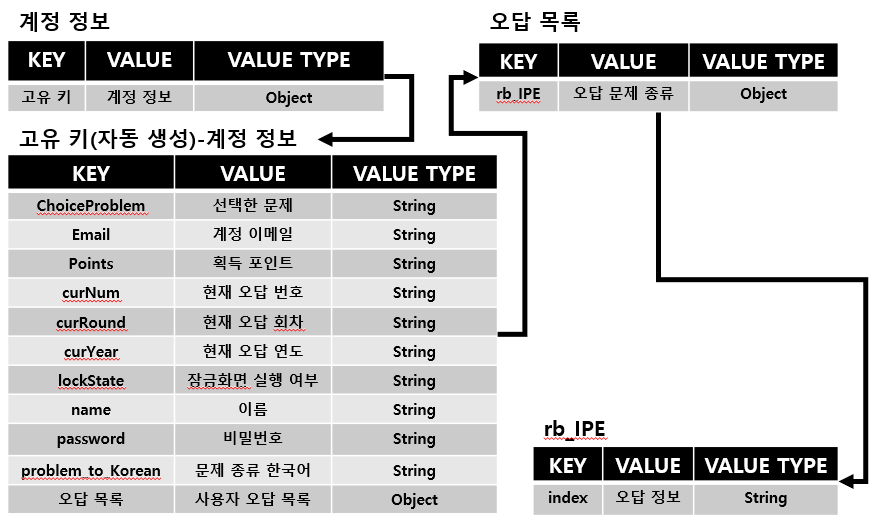 계정 정보
KEY VALUE VALUE TYPE
고유 키 계정 정보 Object
고유 키(자동 생성)-계정 정보
KEY VALUE VALUE TYPE
ChoiceProblem 선택한 문제 String
Email 계정 이메일 String
Points 획득 포인트 String
curNum 현재 오답 번호 String
curRound 현재 오답 회차 String
curYear 현재 오답 연도 String
lockState 잠금화면 실행 여부 String
name 이름 String
password 비밀번호 String
problem_to_Korean 문제 종류 한국어 String
오답 목록 사용자 오답 목록 Object
오답 목록
KEY VALUE VALUE TYPE
rb_IPE 오답 문제 종류 Object
rb_IPE
KEY VALUE VALUE TYPE
index 오답 정보 String